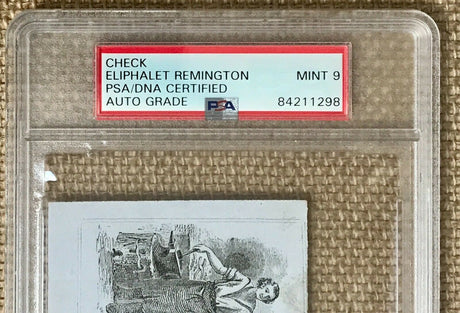 CHECK
ELIPHALET REMINGTON MINT 9
PSA/DNA CERTIFIED
AUTO GRADE PSA 84211298